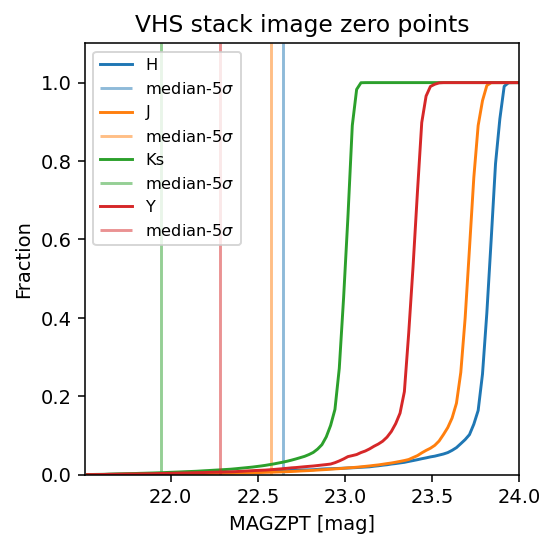 VHS stack image zero points
H
median-5σ
J
median-5σ
Ks
median-5σ
Y
median-5σ
Fraction
1.0
0.8
0.6
0.4
0.2
0.0
22.0 22.5 23.0 23.5 24.0
MAGZPT [mag]